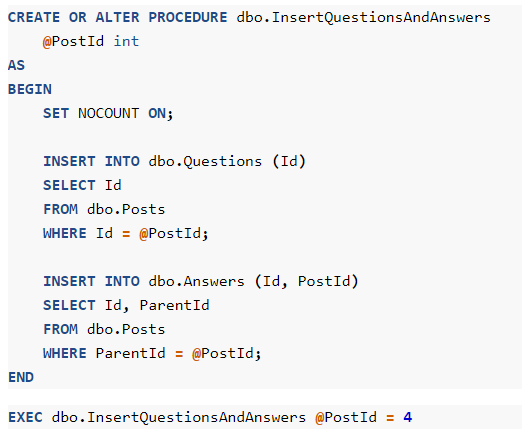 CREATE OR ALTER PROCEDURE dbo.InsertQuestionsAndAnswers
    @PostId int
AS
BEGIN
    SET NOCOUNT ON;

    INSERT INTO dbo.Questions (Id)
    SELECT Id
    FROM dbo.Posts
    WHERE Id = @PostId;

    INSERT INTO dbo.Answers (Id, PostId)
    SELECT Id, ParentId
    FROM dbo.Posts
    WHERE ParentId = @PostId;
END

EXEC dbo.InsertQuestionsAndAnswers @PostId = 4